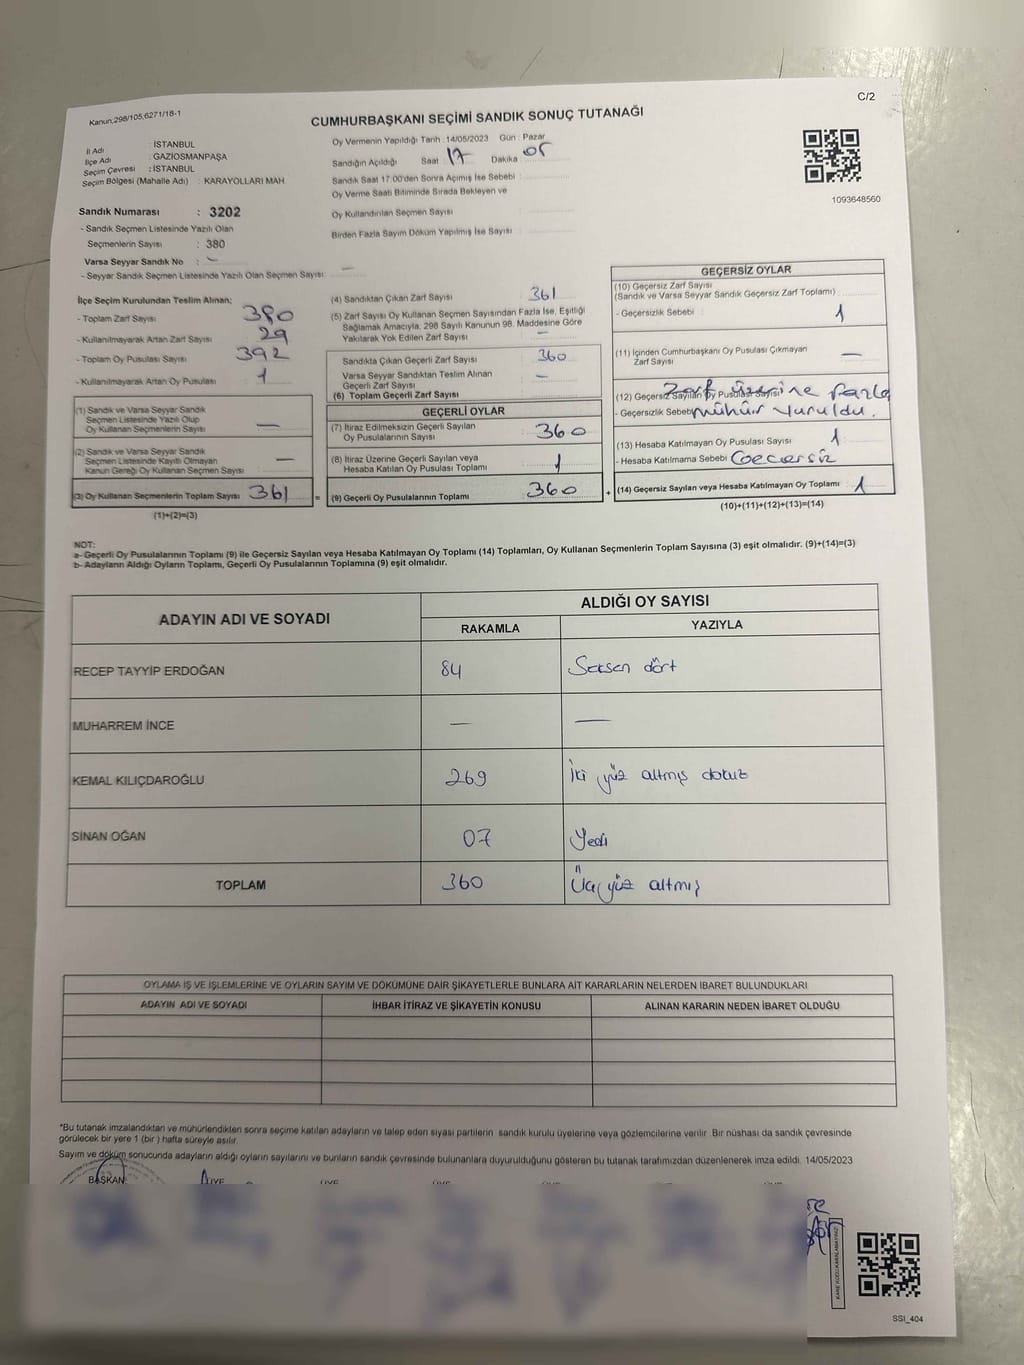 C/2
Kanun;298/105,6271/18-1
CUMHURBAŞKANI SEÇİMİ SANDIK SONUÇ TUTANAĞI
İl Adı : İSTANBUL
İlçe Adı : GAZİOSMANPAŞA
Seçim Çevresi : İSTANBUL
Seçim Bölgesi (Mahalle Adı) : KARAYOLLARI MAH.
Sandık Numarası : 3202
- Sandık Seçmen Listesinde Yazılı Olan
Seçmenlerin Sayısı : 380
Varsa Seyyar Sandık No : -
- Seyyar Sandık Seçmen Listesinde Yazılı Olan Seçmen Sayısı: —
Oy Vermenin Yapıldığı Tarih : 14/05/2023 Gün : Pazar
Sandığın Açıldığı Saat 17 Dakika 05
Sandık Saat 17:00'den Sonra Açımış İse Sebebi :
Oy Verme Saati Bitiminde Sırada Bekleyen ve
Oy Kullandırılan Seçmen Sayısı
Birden Fazla Sayım Döküm Yapılmış İse Sayısı :
1093648560
İlçe Seçim Kurulundan Teslim Alınan;
- Toplam Zarf Sayısı 380
- Kullanılmayarak Artan Zarf Sayısı 29
- Toplam Oy Pusulası Sayısı 392
- Kullanılmayarak Artan Oy Pusulası 1
(1) Sandık ve Varsa Seyyar Sandık
Seçmen Listesinde Yazılı Olup
Oy Kullanan Seçmenlerin Sayısı —
(2) Sandık ve Varsa Seyyar Sandık
Seçmen Listesinde Kayıtlı Olmayan
Kanun Gereği Oy Kullanan Seçmen Sayısı : —
(3) Oy Kullanan Seçmenlerin Toplam Sayısı 361 =
(1)+(2)=(3)
(4) Sandıktan Çıkan Zarf Sayısı 361
(5) Zarf Sayısı Oy Kullanan Seçmen Sayısından Fazla İse, Eşitliği
Sağlamak Amacıyla, 298 Sayılı Kanunun 98. Maddesine Göre
Yakılarak Yok Edilen Zarf Sayısı —
Sandıkta Çıkan Geçerli Zarf Sayısı 360
Varsa Seyyar Sandıktan Teslim Alınan
Geçerli Zarf Sayısı —
(6) Toplam Geçerli Zarf Sayısı
GEÇERLİ OYLAR
(7) İtiraz Edilmeksizin Geçerli Sayılan
Oy Pusulalarının Sayısı 360
(8) İtiraz Üzerine Geçerli Sayılan veya
Hesaba Katılan Oy Pusulası Toplamı 1
(9) Geçerli Oy Pusulalarının Toplamı 360 +
GEÇERSİZ OYLAR
(10) Geçersiz Zarf Sayısı
(Sandık ve Varsa Seyyar Sandık Geçersiz Zarf Toplamı)
- Geçersizlik Sebebi : 1
(11) İçinden Cumhurbaşkanı Oy Pusulası Çıkmayan
Zarf Sayısı —
(12) Geçersiz Sayılan Oy Pusulası Sayısı Zarf üzerine fazla
- Geçersizlik Sebebi mühür vuruldu.
(13) Hesaba Katılmayan Oy Pusulası Sayısı 1
- Hesaba Katılmama Sebebi Geçersiz
(14) Geçersiz Sayılan veya Hesaba Katılmayan Oy Toplamı 1
(10)+(11)+(12)+(13)=(14)
NOT:
a- Geçerli Oy Pusulalarının Toplamı (9) ile Geçersiz Sayılan veya Hesaba Katılmayan Oy Toplamı (14) Toplamları, Oy Kullanan Seçmenlerin Toplam Sayısına (3) eşit olmalıdır. (9)+(14)=(3)
b- Adayların Aldığı Oyların Toplamı, Geçerli Oy Pusulalarının Toplamına (9) eşit olmalıdır.
ADAYIN ADI VE SOYADI ALDIĞI OY SAYISI
RAKAMLA YAZIYLA
RECEP TAYYİP ERDOĞAN 84 Seksen dört
MUHARREM İNCE — —
KEMAL KILIÇDAROĞLU 269 İki yüz altmış dokuz
SİNAN OĞAN 07 Yedi
TOPLAM 360 Üç yüz altmış
OYLAMA İŞ VE İŞLEMLERİNE VE OYLARIN SAYIM VE DÖKÜMÜNE DAİR ŞİKAYETLERLE BUNLARA AİT KARARLARIN NELERDEN İBARET BULUNDUKLARI
ADAYIN ADI VE SOYADI İHBAR İTİRAZ VE ŞİKAYETİN KONUSU ALINAN KARARIN NEDEN İBARET OLDUĞU
*Bu tutanak imzalandıktan ve mühürlendikten sonra seçime katılan adayların ve talep eden siyasi partilerin sandık kurulu üyelerine veya gözlemcilerine verilir. Bir nüshası da sandık çevresinde
görülecek bir yere 1 (bir ) hafta süreyle asılır.
Sayım ve döküm sonucunda adayların aldığı oyların sayılarını ve bunların sandık çevresinde bulunanlara duyurulduğunu gösteren bu tutanak tarafımızdan düzenlenerek imza edildi. 14/05/2023
BAŞKAN ÜYE
KARE KODU KARALAMAYINIZ
SSI_404